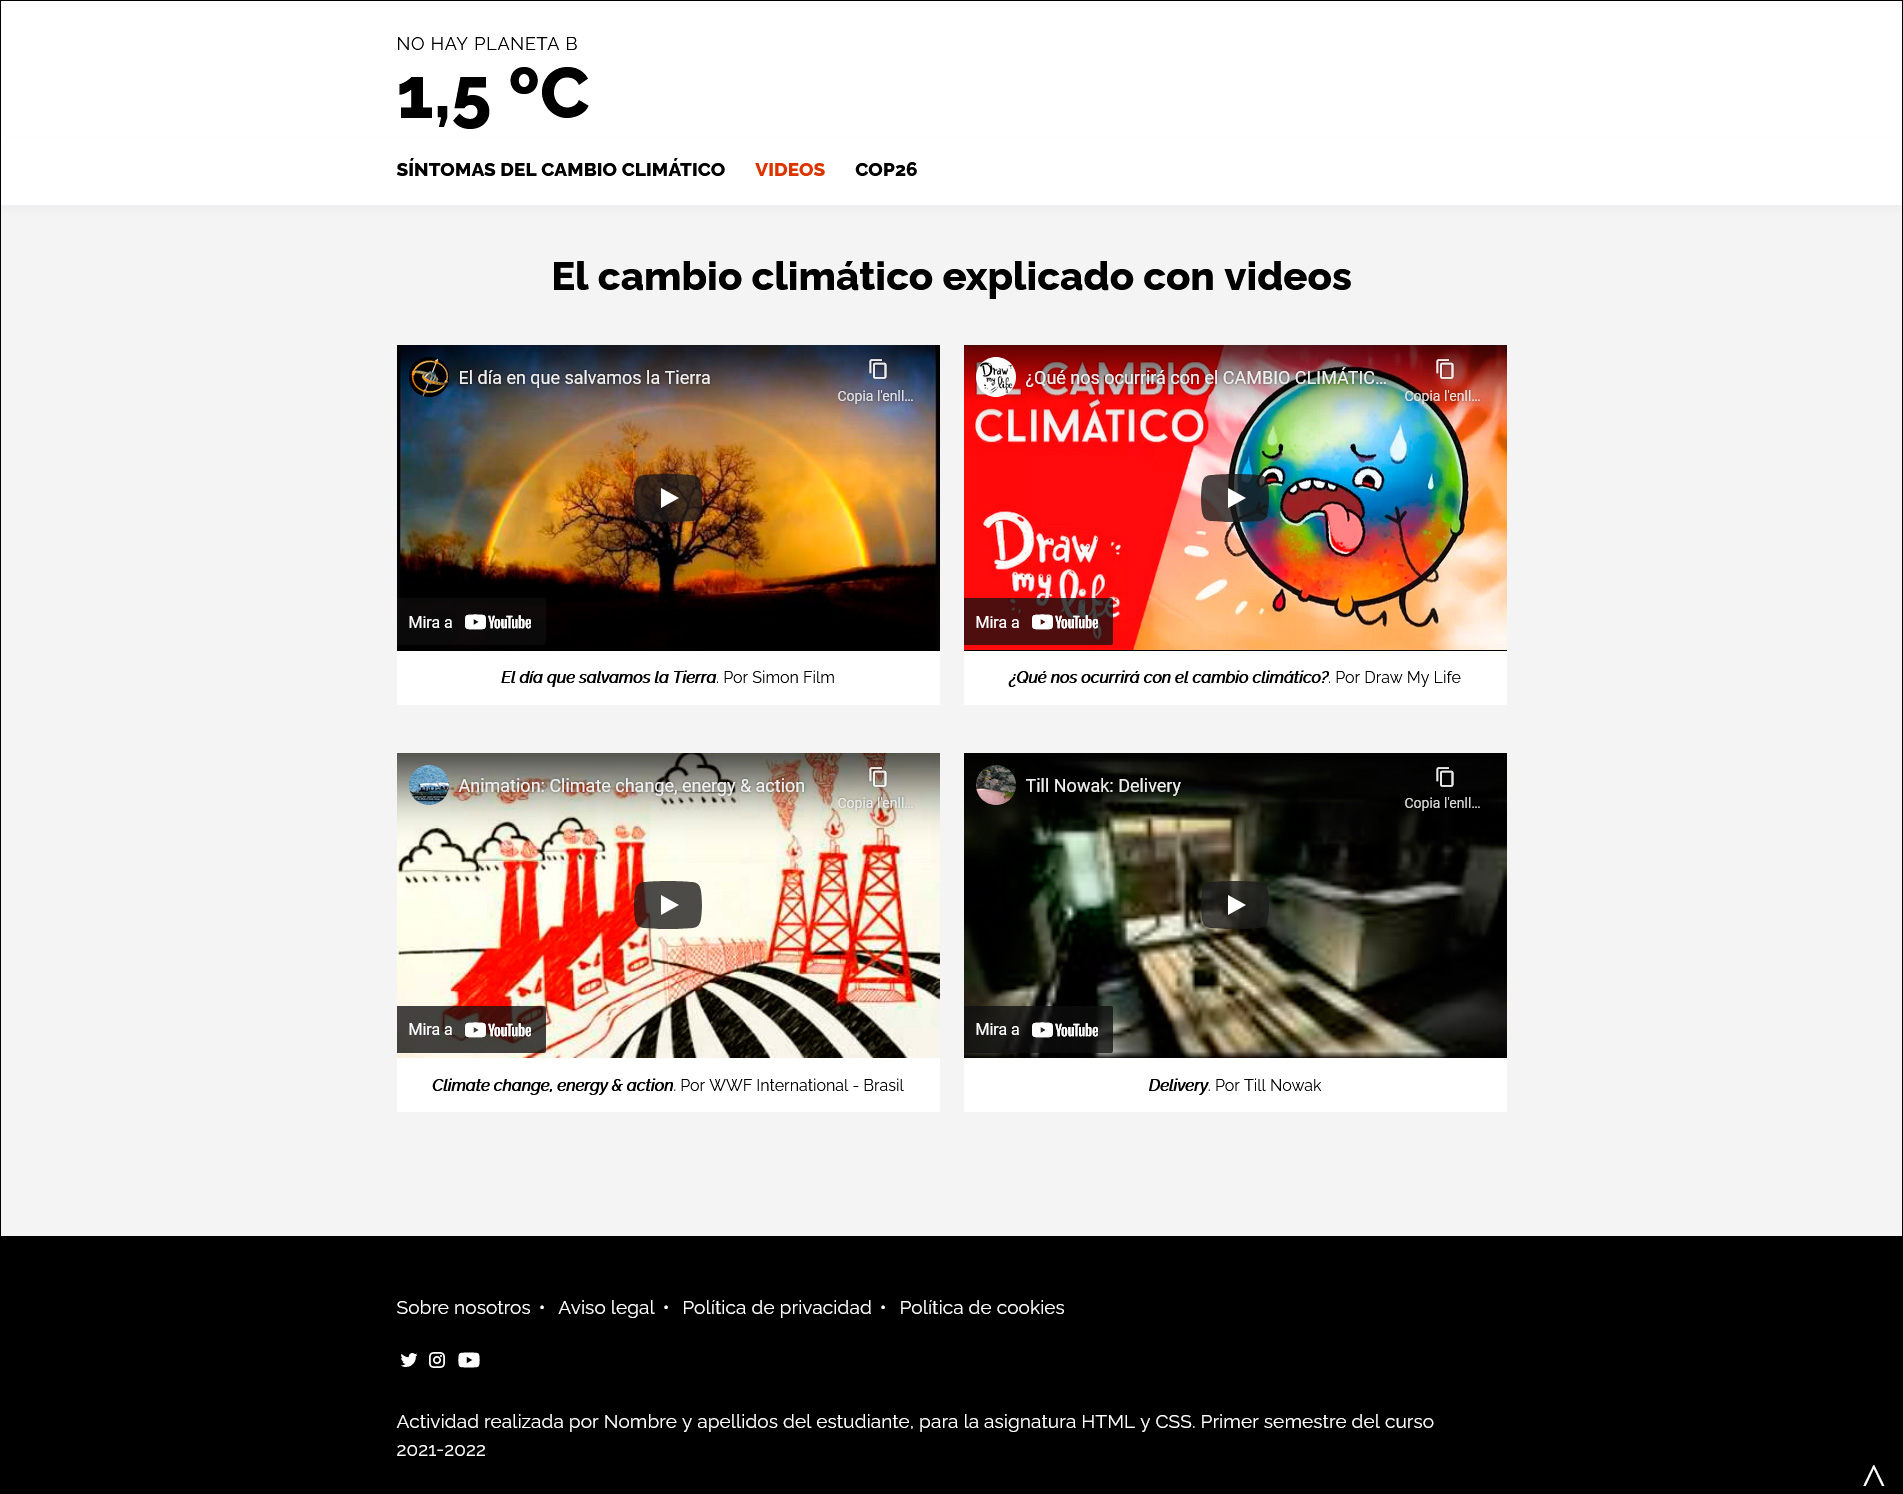 NO HAY PLANETA B
1,5 ºC
SÍNTOMAS DEL CAMBIO CLIMÁTICO VIDEOS COP26
El cambio climático explicado con videos
El día en que salvamos la Tierra
Copia l'enll...
Mira a YouTube
El día que salvamos la Tierra. Por Simon Film
Draw my life
¿Qué nos ocurrirá con el CAMBIO CLIMÁTIC...
Copia l'enll...
EL CAMBIO
CLIMÁTICO
Draw
my life
Mira a YouTube
¿Qué nos ocurrirá con el cambio climático?. Por Draw My Life
Animation: Climate change, energy & action
Copia l'enll...
Mira a YouTube
Climate change, energy & action. Por WWF International - Brasil
Till Nowak: Delivery
Copia l'enll...
Mira a YouTube
Delivery. Por Till Nowak
Sobre nosotros • Aviso legal • Política de privacidad • Política de cookies
Actividad realizada por Nombre y apellidos del estudiante, para la asignatura HTML y CSS. Primer semestre del curso
2021-2022